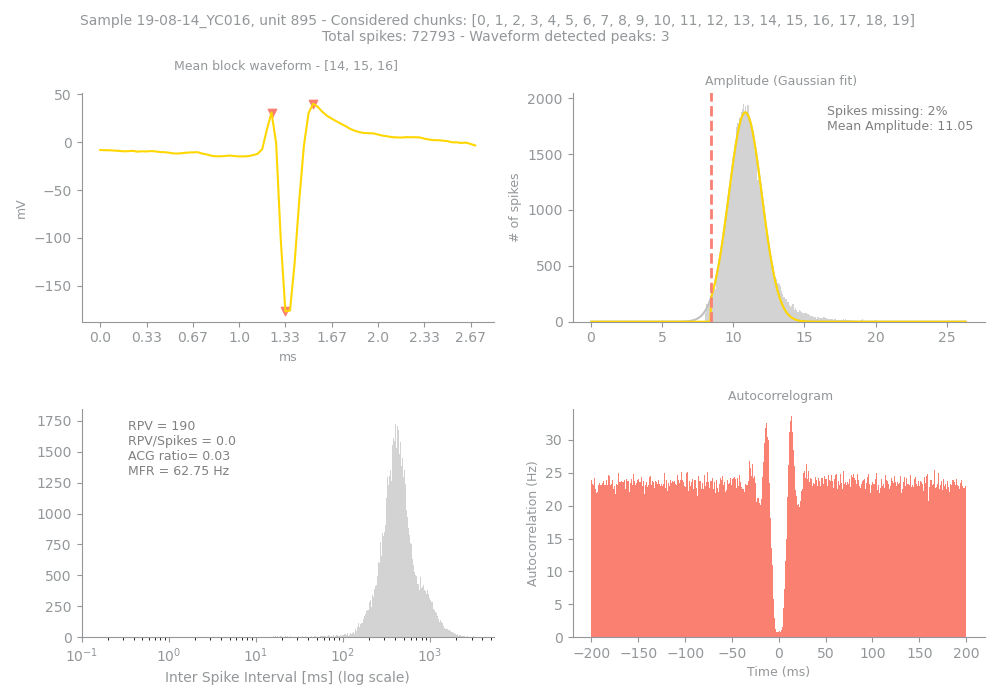 Sample 19-08-14_YC016, unit 895 - Considered chunks: [0, 1, 2, 3, 4, 5, 6, 7, 8, 9, 10, 11, 12, 13, 14, 15, 16, 17, 18, 19]
Total spikes: 72793 - Waveform detected peaks: 3
Mean block waveform - [14, 15, 16]
50
0
−50
−100
−150
mV
0.0 0.33 0.67 1.0 1.33 1.67 2.0 2.33 2.67
ms
Amplitude (Gaussian fit)
Spikes missing: 2%
Mean Amplitude: 11.05
2000
1500
1000
500
0
# of spikes
0 5 10 15 20 25
RPV = 190
RPV/Spikes = 0.0
ACG ratio= 0.03
MFR = 62.75 Hz
1750
1500
1250
1000
750
500
250
0
10⁻¹ 10⁰ 10¹ 10² 10³
Inter Spike Interval [ms] (log scale)
Autocorrelogram
30
25
20
15
10
5
0
Autocorrelation (Hz)
−200 −150 −100 −50 0 50 100 150 200
Time (ms)